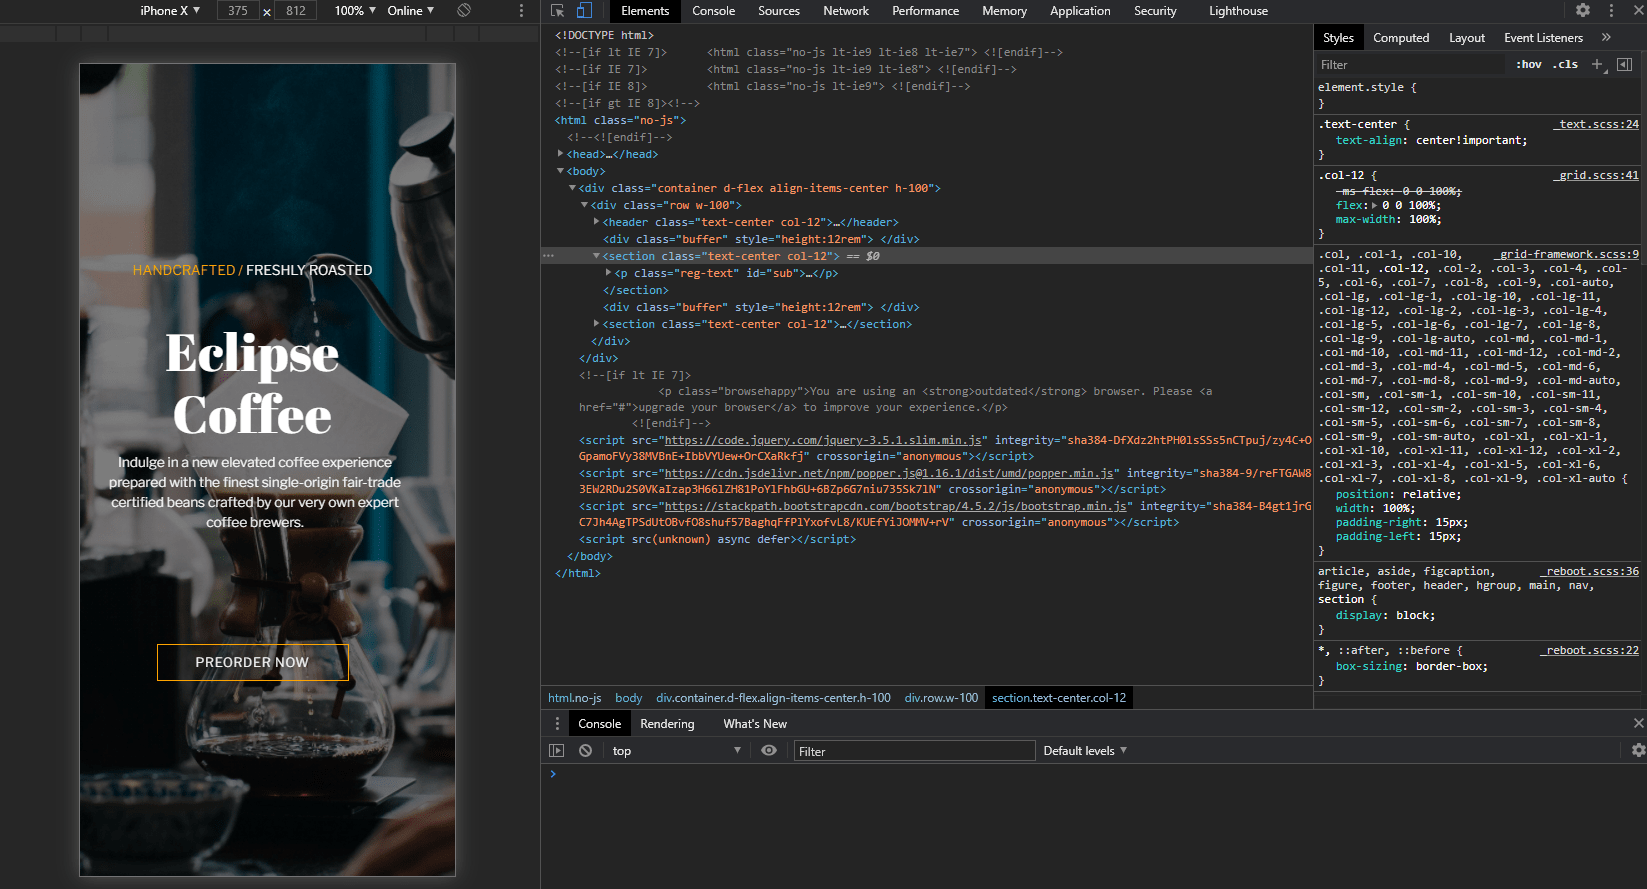 iPhone X ▼ 375 x 812 100% ▼ Online ▼
HANDCRAFTED / FRESHLY ROASTED
Eclipse
Coffee
Indulge in a new elevated coffee experience
prepared with the finest single-origin fair-trade
certified beans crafted by our very own expert
coffee brewers.
PREORDER NOW
Elements Console Sources Network Performance Memory Application Security Lighthouse
<!DOCTYPE html>
<!--[if lt IE 7]>      <html class="no-js lt-ie9 lt-ie8 lt-ie7"> <![endif]-->
<!--[if IE 7]>         <html class="no-js lt-ie9 lt-ie8"> <![endif]-->
<!--[if IE 8]>         <html class="no-js lt-ie9"> <![endif]-->
<!--[if gt IE 8]><!-->
<html class="no-js">
<!--<![endif]-->
<head>…</head>
<body>
<div class="container d-flex align-items-center h-100">
<div class="row w-100">
<header class="text-center col-12">…</header>
<div class="buffer" style="height:12rem"> </div>
<section class="text-center col-12"> == $0
<p class="reg-text" id="sub">…</p>
</section>
<div class="buffer" style="height:12rem"> </div>
<section class="text-center col-12">…</section>
</div>
</div>
<!--[if lt IE 7]>
<p class="browsehappy">You are using an <strong>outdated</strong> browser. Please <a
href="#">upgrade your browser</a> to improve your experience.</p>
<![endif]-->
<script src="https://code.jquery.com/jquery-3.5.1.slim.min.js" integrity="sha384-DfXdz2htPH0lsSSs5nCTpuj/zy4C+O
GpamoFVy38MVBnE+IbbVYUew+OrCXaRkfj" crossorigin="anonymous"></script>
<script src="https://cdn.jsdelivr.net/npm/popper.js@1.16.1/dist/umd/popper.min.js" integrity="sha384-9/reFTGAW8
3EW2RDu2S0VKaIzap3H66lZH81PoYlFhbGU+6BZp6G7niu735Sk7lN" crossorigin="anonymous"></script>
<script src="https://stackpath.bootstrapcdn.com/bootstrap/4.5.2/js/bootstrap.min.js" integrity="sha384-B4gt1jrG
C7Jh4AgTPSdUtOBvfO8shuf57BaghqFfPlYxofvL8/KUEfYiJOMMV+rV" crossorigin="anonymous"></script>
<script src(unknown) async defer></script>
</body>
</html>
html.no-js body div.container.d-flex.align-items-center.h-100 div.row.w-100 section.text-center.col-12
Styles Computed Layout Event Listeners »
Filter :hov .cls +
element.style {
}
.text-center { _text.scss:24
text-align: center!important;
}
.col-12 { _grid.scss:41
-ms-flex: 0 0 100%;
flex: 0 0 100%;
max-width: 100%;
}
.col, .col-1, .col-10, _grid-framework.scss:9
.col-11, .col-12, .col-2, .col-3, .col-4, .col-
5, .col-6, .col-7, .col-8, .col-9, .col-auto,
.col-lg, .col-lg-1, .col-lg-10, .col-lg-11,
.col-lg-12, .col-lg-2, .col-lg-3, .col-lg-4,
.col-lg-5, .col-lg-6, .col-lg-7, .col-lg-8,
.col-lg-9, .col-lg-auto, .col-md, .col-md-1,
.col-md-10, .col-md-11, .col-md-12, .col-md-2,
.col-md-3, .col-md-4, .col-md-5, .col-md-6,
.col-md-7, .col-md-8, .col-md-9, .col-md-auto,
.col-sm, .col-sm-1, .col-sm-10, .col-sm-11,
.col-sm-12, .col-sm-2, .col-sm-3, .col-sm-4,
.col-sm-5, .col-sm-6, .col-sm-7, .col-sm-8,
.col-sm-9, .col-sm-auto, .col-xl, .col-xl-1,
.col-xl-10, .col-xl-11, .col-xl-12, .col-xl-2,
.col-xl-3, .col-xl-4, .col-xl-5, .col-xl-6,
.col-xl-7, .col-xl-8, .col-xl-9, .col-xl-auto {
position: relative;
width: 100%;
padding-right: 15px;
padding-left: 15px;
}
article, aside, figcaption, _reboot.scss:36
figure, footer, header, hgroup, main, nav,
section {
display: block;
}
*, ::after, ::before { _reboot.scss:22
box-sizing: border-box;
}
Console Rendering What's New
top ▼ Filter Default levels ▼